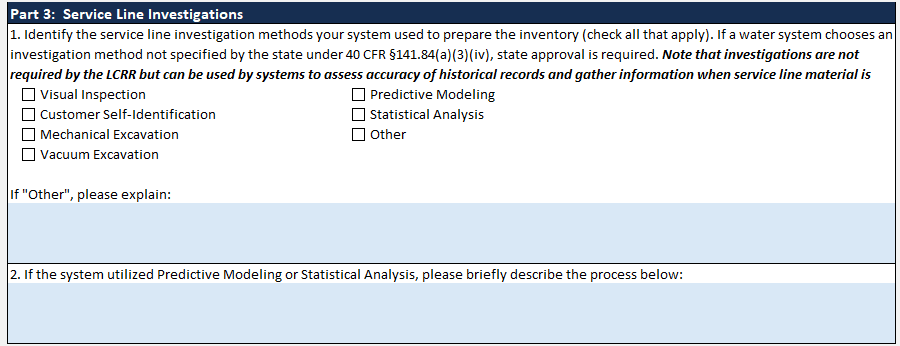 Part 3:  Service Line Investigations
1. Identify the service line investigation methods your system used to prepare the inventory (check all that apply). If a water system chooses an
investigation method not specified by the state under 40 CFR §141.84(a)(3)(iv), state approval is required. Note that investigations are not
required by the LCRR but can be used by systems to assess accuracy of historical records and gather information when service line material is
Visual Inspection
Customer Self-Identification
Mechanical Excavation
Vacuum Excavation
Predictive Modeling
Statistical Analysis
Other
If "Other", please explain:
2. If the system utilized Predictive Modeling or Statistical Analysis, please briefly describe the process below: